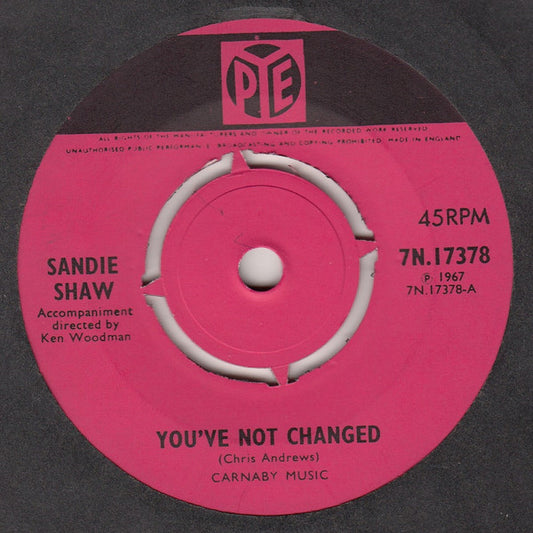 PYE
ALL RIGHTS OF THE MANUFACTURERS AND OWNER OF THE RECORDED WORK RESERVED
UNAUTHORISED PUBLIC PERFORMANCE, BROADCASTING AND COPYING PROHIBITED. MADE IN ENGLAND
45RPM
7N.17378
℗ 1967
7N.17378-A
SANDIE
SHAW
Accompaniment
directed by
Ken Woodman
YOU'VE NOT CHANGED
(Chris Andrews)
CARNABY MUSIC